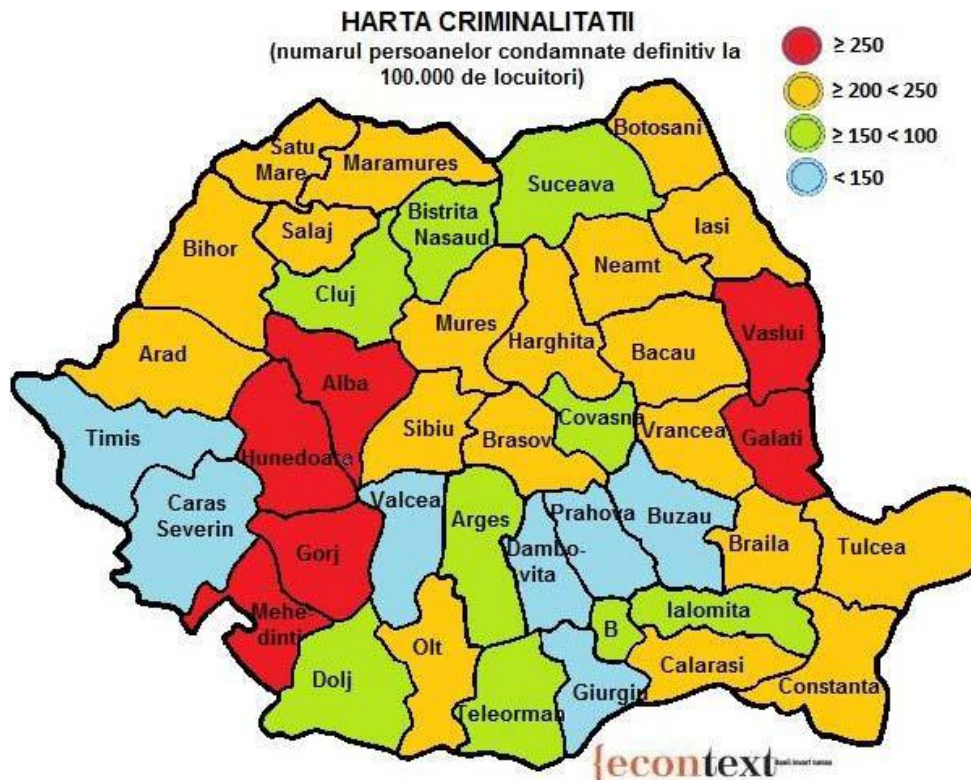 HARTA CRIMINALITATII
(numarul persoanelor condamnate definitiv la
100.000 de locuitori)
≥ 250
≥ 200 < 250
≥ 150 < 100
< 150
Botosani
Satu
Mare
Maramures
Suceava
Bistrita
Nasaud
Iasi
Salaj
Bihor
Neamt
Cluj
Mures
Harghita
Vaslui
Arad
Bacau
Alba
Covasna
Timis
Sibiu
Brasov
Vrancea
Galati
Hunedoara
Caras
Severin
Valcea
Arges
Prahova
Buzau
Gorj
Dambo-
vita
Braila
Tulcea
Mehe-
dinti
Ialomita
B
Olt
Calarasi
Dolj
Giurgiu
Constanta
Teleorman
{econtext